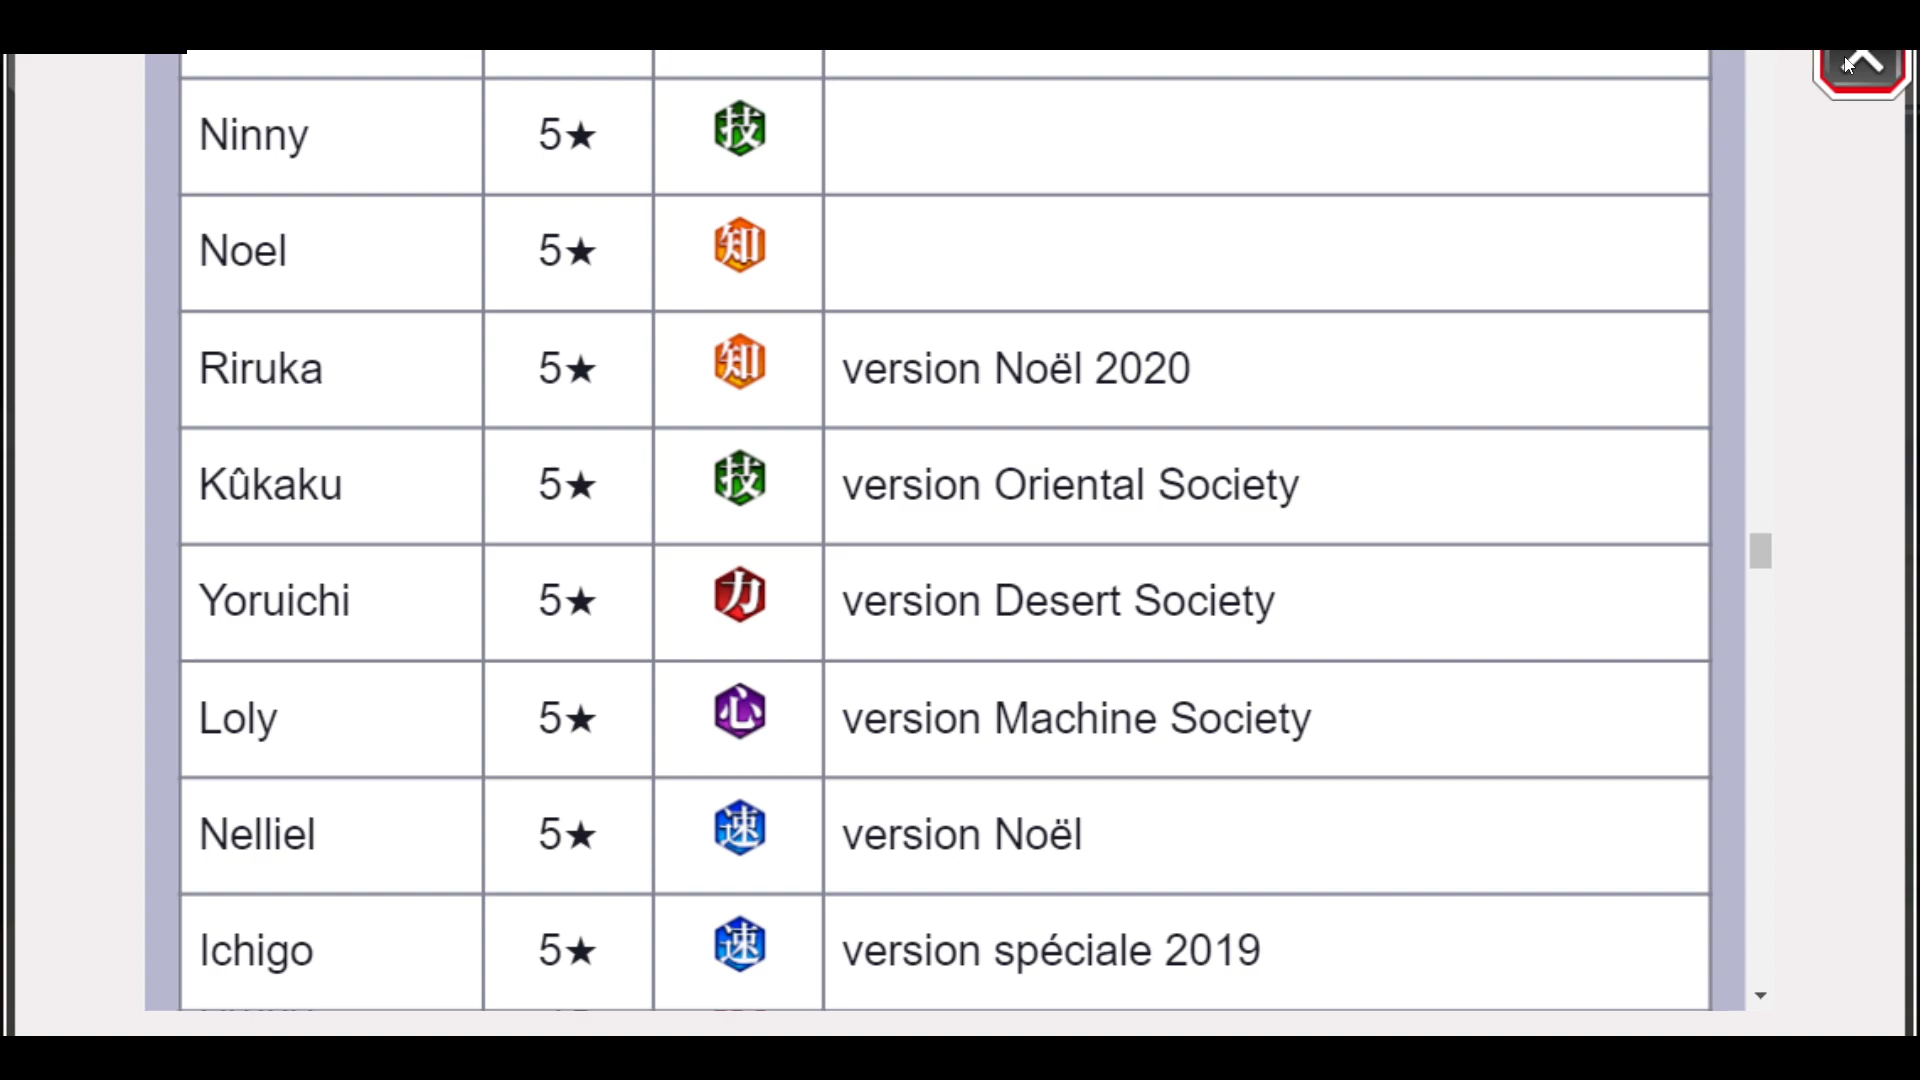 Ninny 5★ 技
Noel 5★ 知
Riruka 5★ 知 version Noël 2020
Kûkaku 5★ 技 version Oriental Society
Yoruichi 5★ 力 version Desert Society
Loly 5★ 心 version Machine Society
Nelliel 5★ 速 version Noël
Ichigo 5★ 速 version spéciale 2019